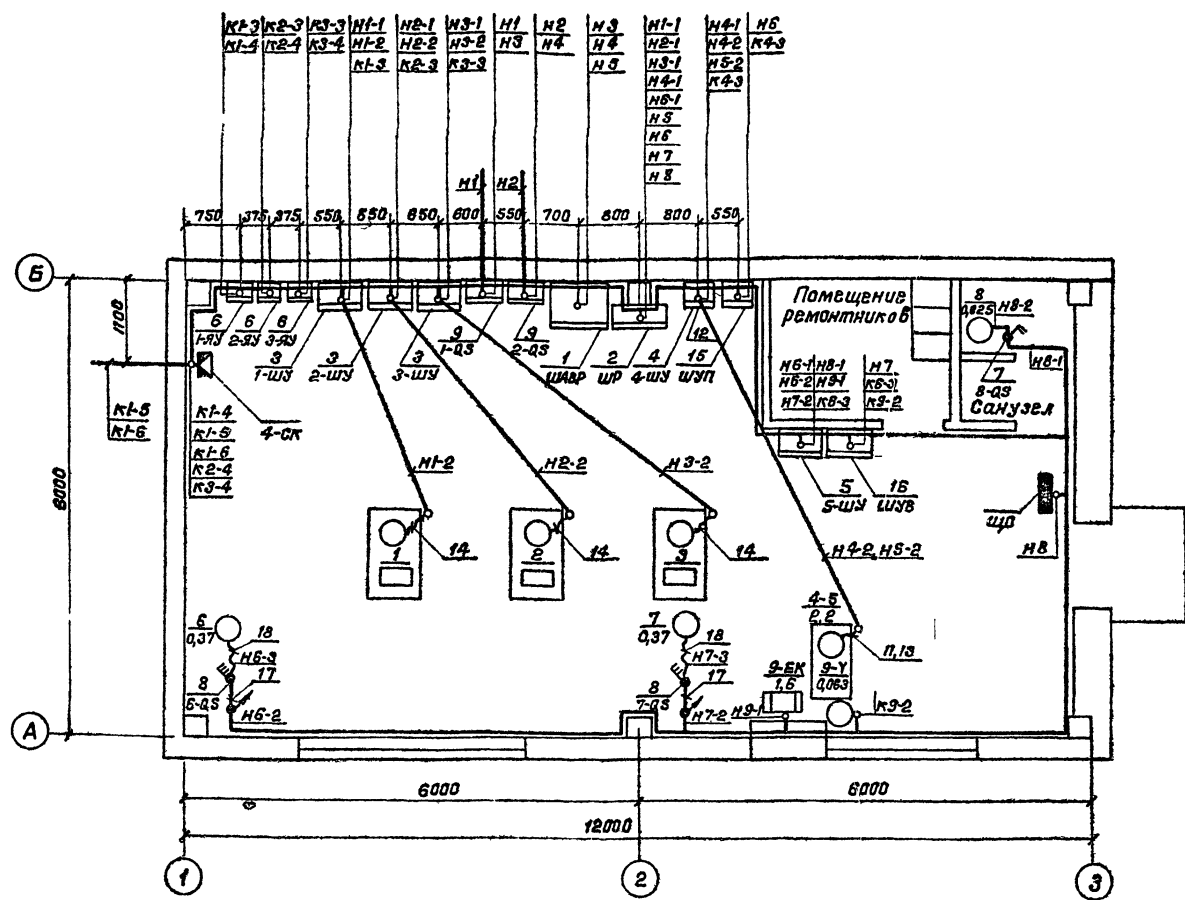 К1-3 К2-3 К3-3 Н1-1 Н2-1 Н3-1 Н1 Н2 Н3 Н1-1 Н4-1 Н6
К1-4 К2-4 К3-4 Н1-2 Н2-2 Н3-2 Н3 Н4 Н4 Н2-1 Н4-2 К4-3
К1-3 К2-3 К3-3 Н5 Н3-1 Н5-2
Н4-1 К4-3
Н6-1
Н5
Н6
Н7
Н8
Н1 Н2
750 375 375 550 550 650 600 550 700 800 800 550
Б
1100
6000
6 6 6 3 3 3 9 9 1 2 4 15
1-ЯУ 2-ЯУ 3-ЯУ 1-ШУ 2-ШУ 3-ШУ 1-QS 2-QS ШАВР ШР 4-ШУ ШУП
12
Помещение
ремонтников
8
0,025
Н8-2
Н8-1
7
8-QS
Санузел
Н6-1 Н8-1 Н7
Н6-2 Н9-1
Н7-2 К8-3 К9-2
К1-5
К1-6
4-СК
К1-4
К1-5
К1-6
К2-4
К3-4
Н1-2 Н2-2 Н3-2
5
5-ШУ
16
ШУВ
Н8
1 14 2 14 3 14
Н4-2, Н5-2
4-5
2,2
11,13
9-У
0,063
6
0,37
18
Н6-3
17
8
6-QS
Н6-2
7
0,37
18
Н7-3
17
8
7-QS
Н7-2
Н9-1
9-ЕК
1,6
К9-2
А
6000 6000
12000
1 2 3